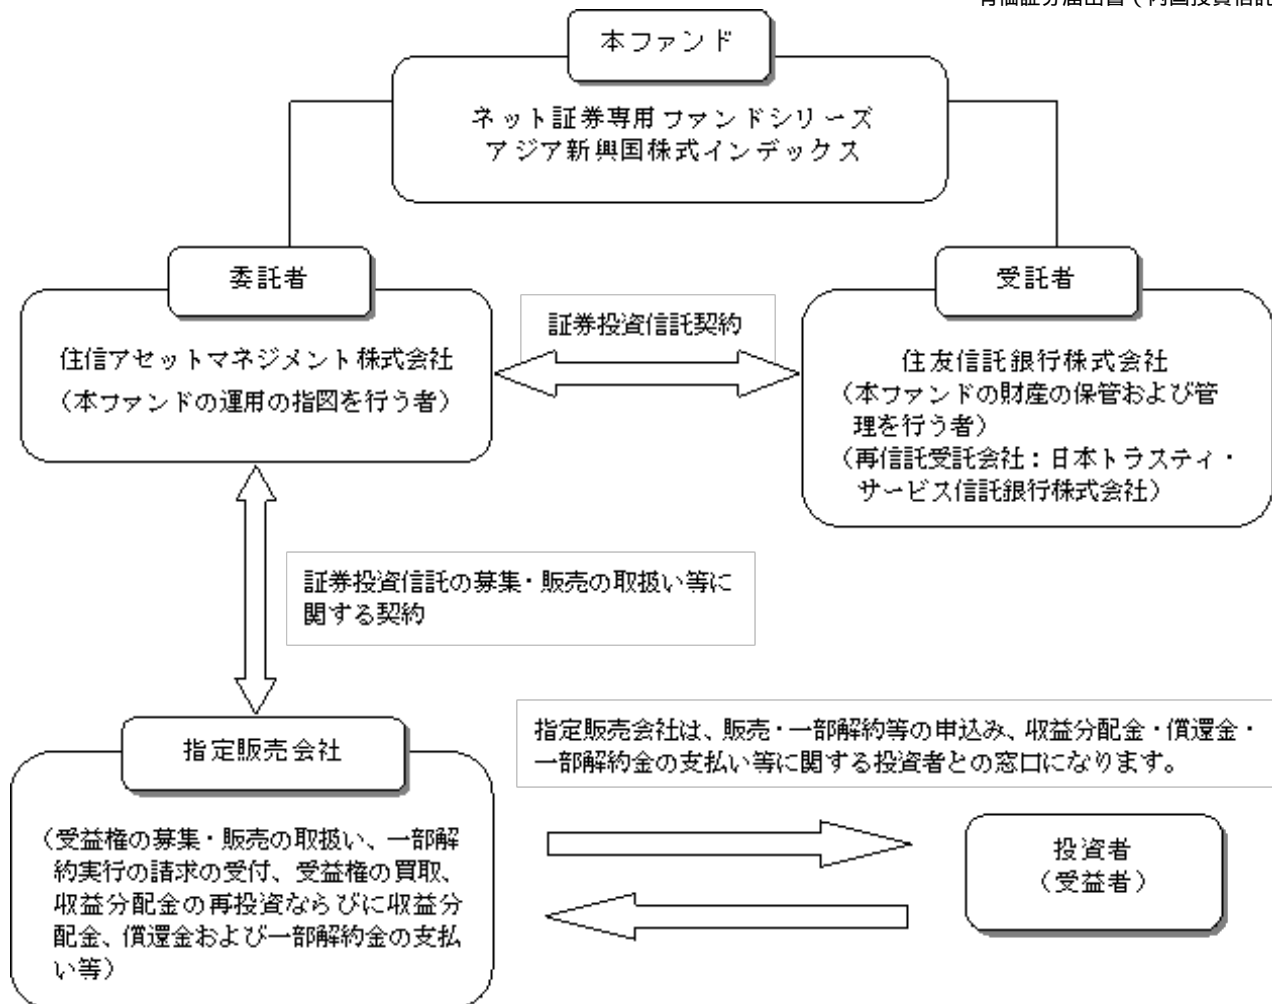 有価証券届出書（内国投資信託
本ファンド
ネット証券専用ファンドシリーズ
アジア新興国株式インデックス
委託者
受託者
証券投資信託契約
住信アセットマネジメント株式会社
（本ファンドの運用の指図を行う者）
住友信託銀行株式会社
（本ファンドの財産の保管および管
理を行う者）
（再信託受託会社：日本トラスティ・
サービス信託銀行株式会社）
証券投資信託の募集・販売の取扱い等に
関する契約
指定販売会社
指定販売会社は、販売・一部解約等の申込み、収益分配金・償還金・
一部解約金の支払い等に関する投資者との窓口になります。
（受益権の募集・販売の取扱い、一部解
約実行の請求の受付、受益権の買取、
収益分配金の再投資ならびに収益分
配金、償還金および一部解約金の支払
い等）
投資者
（受益者）